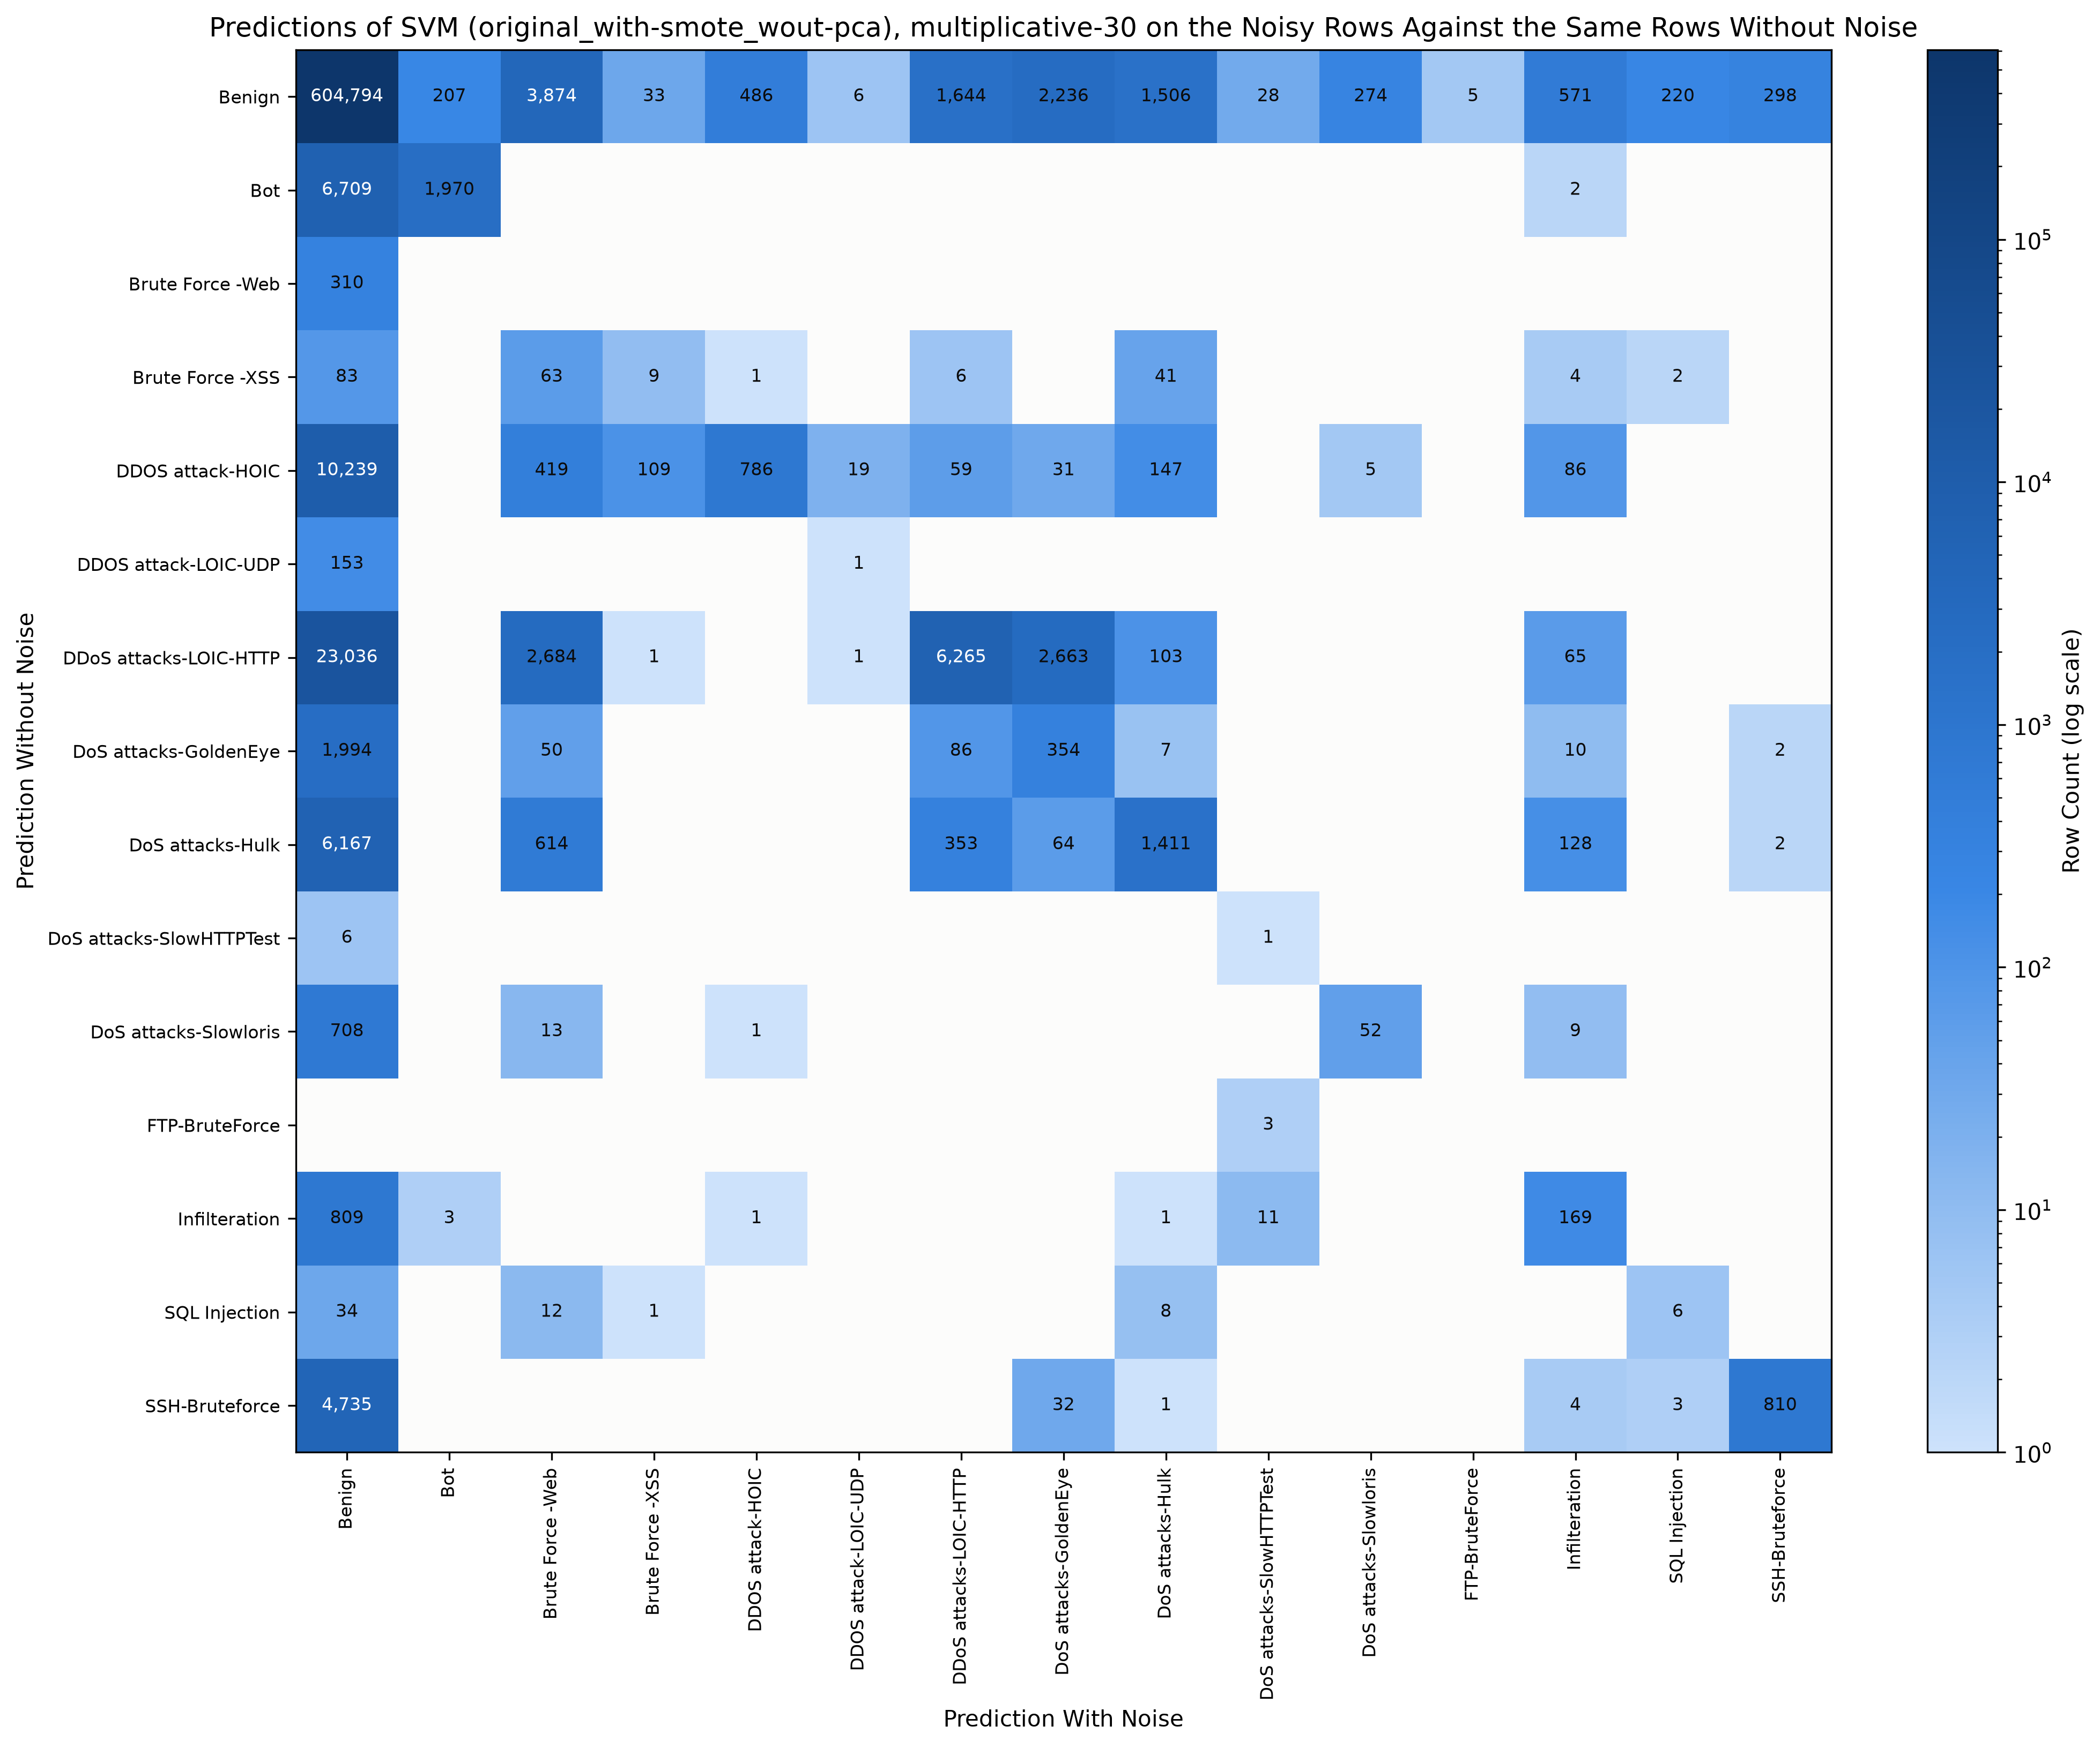 Predictions of SVM (original_with-smote_wout-pca), multiplicative-30 on the Noisy Rows Against the Same Rows Without Noise
Prediction Without Noise
Benign 604,794 207 3,874 33 486 6 1,644 2,236 1,506 28 274 5 571 220 298
Bot 6,709 1,970 2
Brute Force -Web 310
Brute Force -XSS 83 63 9 1 6 41 4 2
DDOS attack-HOIC 10,239 419 109 786 19 59 31 147 5 86
DDOS attack-LOIC-UDP 153 1
DDoS attacks-LOIC-HTTP 23,036 2,684 1 1 6,265 2,663 103 65
DoS attacks-GoldenEye 1,994 50 86 354 7 10 2
DoS attacks-Hulk 6,167 614 353 64 1,411 128 2
DoS attacks-SlowHTTPTest 6 1
DoS attacks-Slowloris 708 13 1 52 9
FTP-BruteForce 3
Infilteration 809 3 1 1 11 169
SQL Injection 34 12 1 8 6
SSH-Bruteforce 4,735 32 1 4 3 810
Benign
Bot
Brute Force -Web
Brute Force -XSS
DDOS attack-HOIC
DDOS attack-LOIC-UDP
DDoS attacks-LOIC-HTTP
DoS attacks-GoldenEye
DoS attacks-Hulk
DoS attacks-SlowHTTPTest
DoS attacks-Slowloris
FTP-BruteForce
Infilteration
SQL Injection
SSH-Bruteforce
Prediction With Noise
10⁵
10⁴
10³
10²
10¹
10⁰
Row Count (log scale)